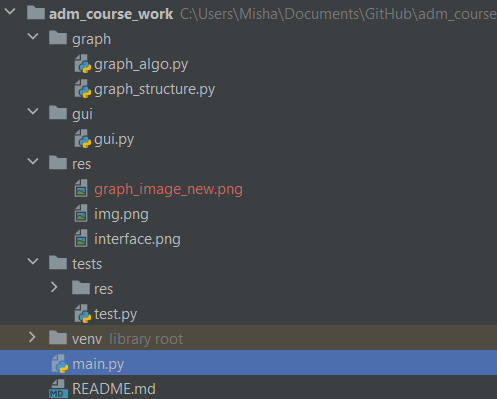 adm_course_work C:\Users\Misha\Documents\GitHub\adm_course
graph
graph_algo.py
graph_structure.py
gui
gui.py
res
graph_image_new.png
img.png
interface.png
tests
res
test.py
venv library root
main.py
MD README.md